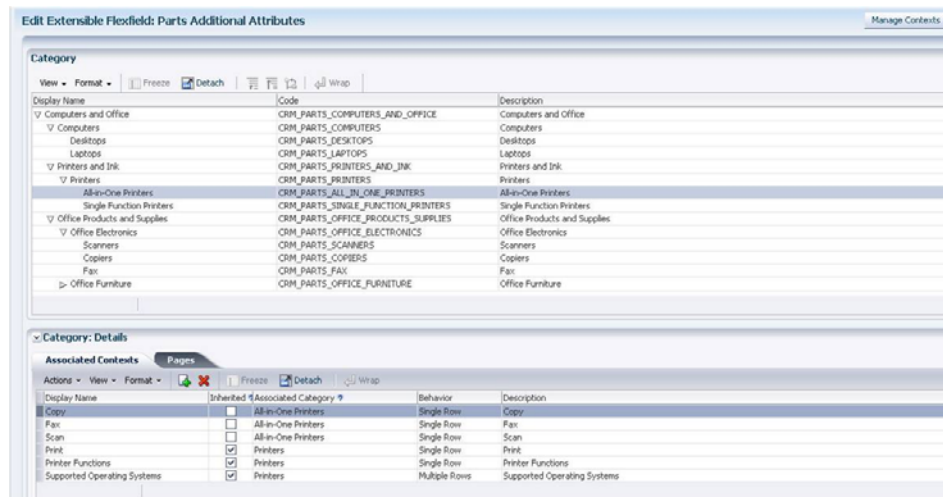 Edit Extensible Flexfield: Parts Additional Attributes Manage Contexts
Category
View Format Freeze Detach Wrap
Display Name Code Description
Computers and Office CRM_PARTS_COMPUTERS_AND_OFFICE Computers and Office
Computers CRM_PARTS_COMPUTERS Computers
Desktops CRM_PARTS_DESKTOPS Desktops
Laptops CRM_PARTS_LAPTOPS Laptops
Printers and Ink CRM_PARTS_PRINTERS_AND_INK Printers and Ink
Printers CRM_PARTS_PRINTERS Printers
All-in-One Printers CRM_PARTS_ALL_IN_ONE_PRINTERS All-in-One Printers
Single Function Printers CRM_PARTS_SINGLE_FUNCTION_PRINTERS Single Function Printers
Office Products and Supplies CRM_PARTS_OFFICE_PRODUCTS_SUPPLIES Office Products and Supplies
Office Electronics CRM_PARTS_OFFICE_ELECTRONICS Office Electronics
Scanners CRM_PARTS_SCANNERS Scanners
Copiers CRM_PARTS_COPIERS Copiers
Fax CRM_PARTS_FAX Fax
Office Furniture CRM_PARTS_OFFICE_FURNITURE Office Furniture
Category: Details
Associated Contexts Pages
Actions View Format Freeze Detach Wrap
Display Name Inherited Associated Category Behavior Description
Copy All-in-One Printers Single Row Copy
Fax All-in-One Printers Single Row Fax
Scan All-in-One Printers Single Row Scan
Print Printers Single Row Print
Printer Functions Printers Single Row Printer Functions
Supported Operating Systems Printers Multiple Rows Supported Operating Systems